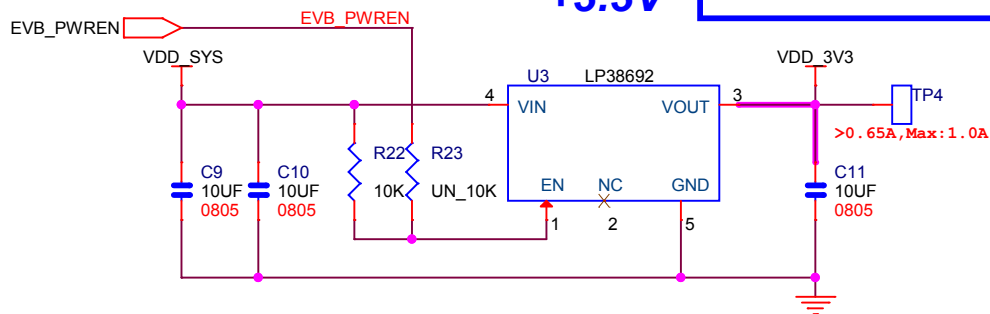 +3.3V
EVB_PWREN
EVB_PWREN
VDD_SYS
VDD_3V3
U3 LP38692
4 VIN
VOUT 3
TP4
>0.65A,Max:1.0A
C9
10UF
0805
C10
10UF
0805
R22
10K
R23
UN_10K
EN NC GND
1 2 5
C11
10UF
0805